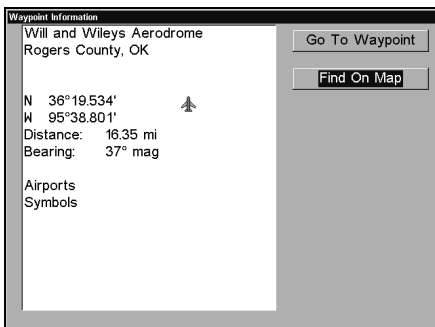 Waypoint Information
Will and Wileys Aerodrome
Rogers County, OK
Go To Waypoint
Find On Map
N 36°19.534'
W 95°38.801'
Distance: 16.35 mi
Bearing: 37° mag
Airports
Symbols